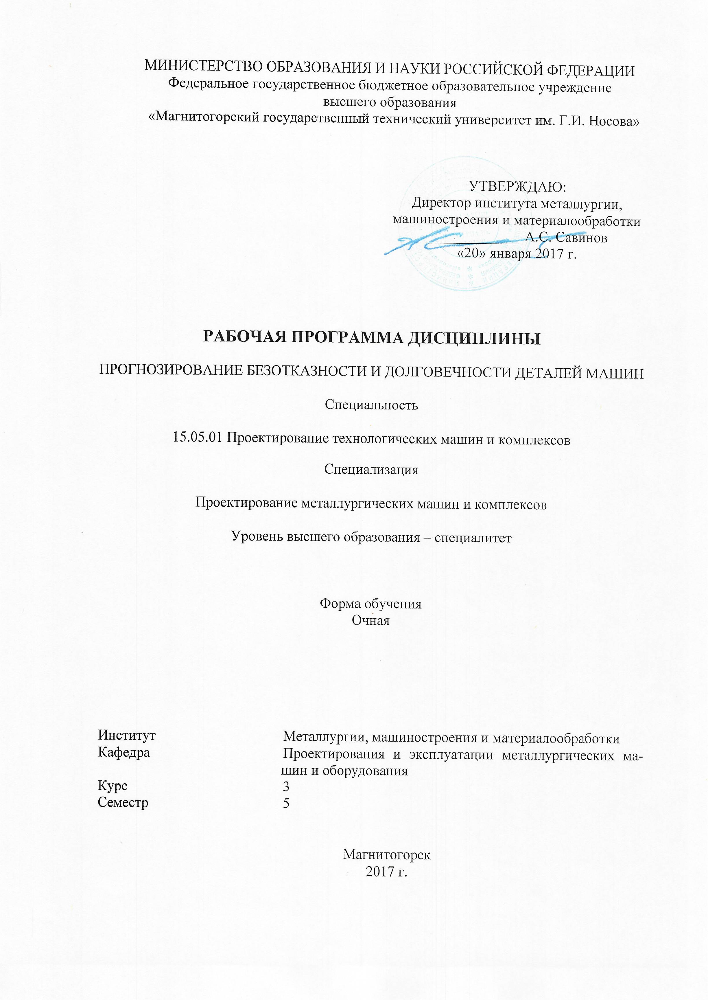 МИНИСТЕРСТВО ОБРАЗОВАНИЯ И НАУКИ РОССИЙСКОЙ ФЕДЕРАЦИИ
Федеральное государственное бюджетное образовательное учреждение
высшего образования
«Магнитогорский государственный технический университет им. Г.И. Носова»
УТВЕРЖДАЮ:
Директор института металлургии,
машиностроения и материалообработки
_____________ А.С. Савинов
«20» января 2017 г.
РАБОЧАЯ ПРОГРАММА ДИСЦИПЛИНЫ
ПРОГНОЗИРОВАНИЕ БЕЗОТКАЗНОСТИ И ДОЛГОВЕЧНОСТИ ДЕТАЛЕЙ МАШИН
Специальность
15.05.01 Проектирование технологических машин и комплексов
Специализация
Проектирование металлургических машин и комплексов
Уровень высшего образования – специалитет
Форма обучения
Очная
Институт Металлургии, машиностроения и материалообработки
Кафедра Проектирования и эксплуатации металлургических ма-
шин и оборудования
Курс 3
Семестр 5
Магнитогорск
2017 г.